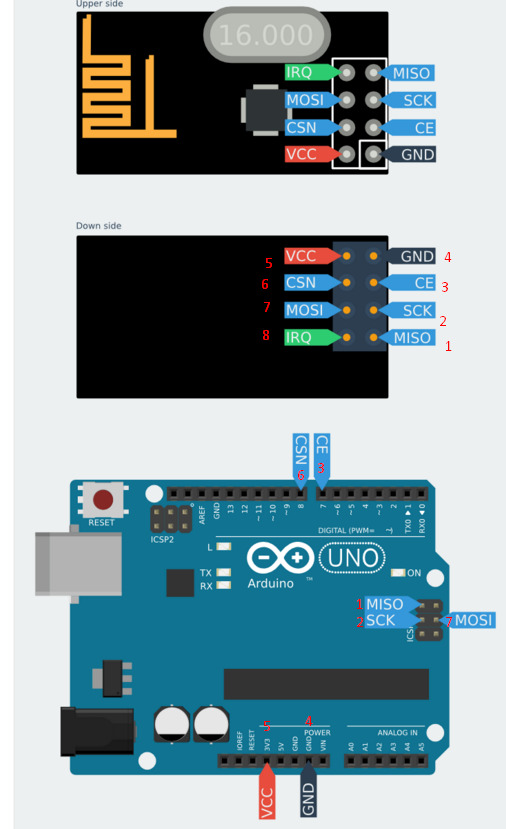 Upper side
16.000
IRQ MISO
MOSI SCK
CSN CE
VCC GND
Down side
5 VCC GND 4
6 CSN CE 3
7 MOSI SCK 2
8 IRQ MISO 1
CSN 6 CE 3
RESET
ICSP2
AREF GND 13 12 ~11 ~10 ~9 8 7 ~6 ~5 4 ~3 2 TX0 ▶1 RX0 ◀0
DIGITAL (PWM=
L
TX
RX
UNO
Arduino ™
ON
1 MISO
2 SCK 7 MOSI
5 4
POWER ANALOG IN
IOREF RESET 3V3 5V GND GND VIN A0 A1 A2 A3 A4 A5
VCC GND